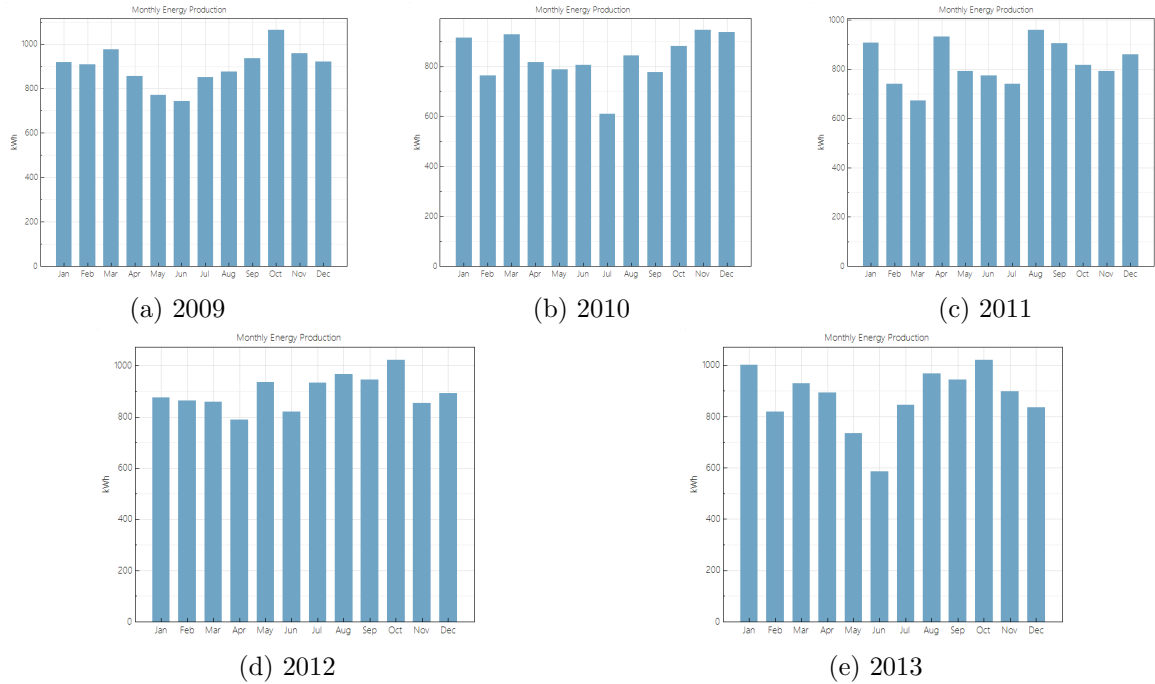 Monthly Energy Production
1000
800
600
400
200
0
kWh
Jan Feb Mar Apr May Jun Jul Aug Sep Oct Nov Dec
(a) 2009
Monthly Energy Production
800
600
400
200
0
kWh
Jan Feb Mar Apr May Jun Jul Aug Sep Oct Nov Dec
(b) 2010
Monthly Energy Production
1000
800
600
400
200
0
kWh
Jan Feb Mar Apr May Jun Jul Aug Sep Oct Nov Dec
(c) 2011
Monthly Energy Production
1000
800
600
400
200
0
kWh
Jan Feb Mar Apr May Jun Jul Aug Sep Oct Nov Dec
(d) 2012
Monthly Energy Production
1000
800
600
400
200
0
kWh
Jan Feb Mar Apr May Jun Jul Aug Sep Oct Nov Dec
(e) 2013